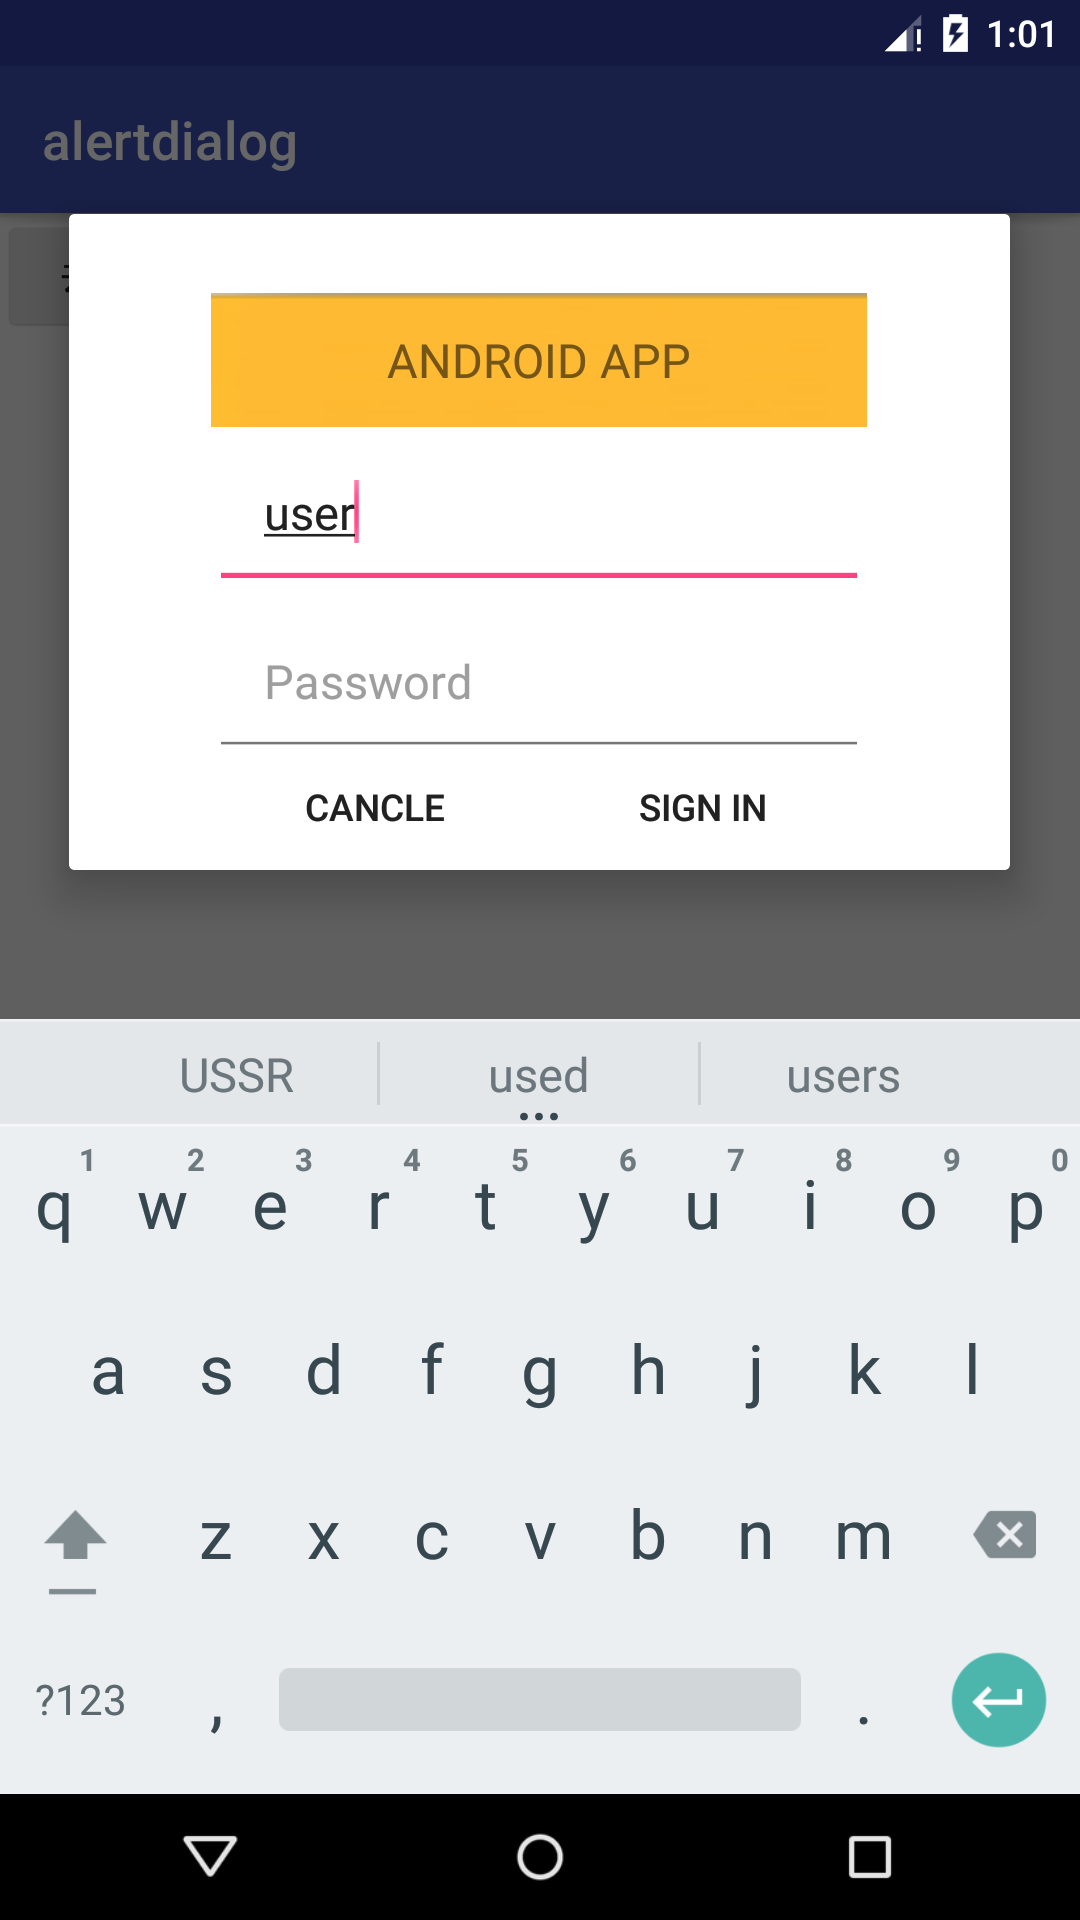 1:01
alertdialog
ANDROID APP
user
Password
CANCLE SIGN IN
USSR used users
1 2 3 4 5 6 7 8 9 0
q w e r t y u i o p
a s d f g h j k l
z x c v b n m
?123 , .